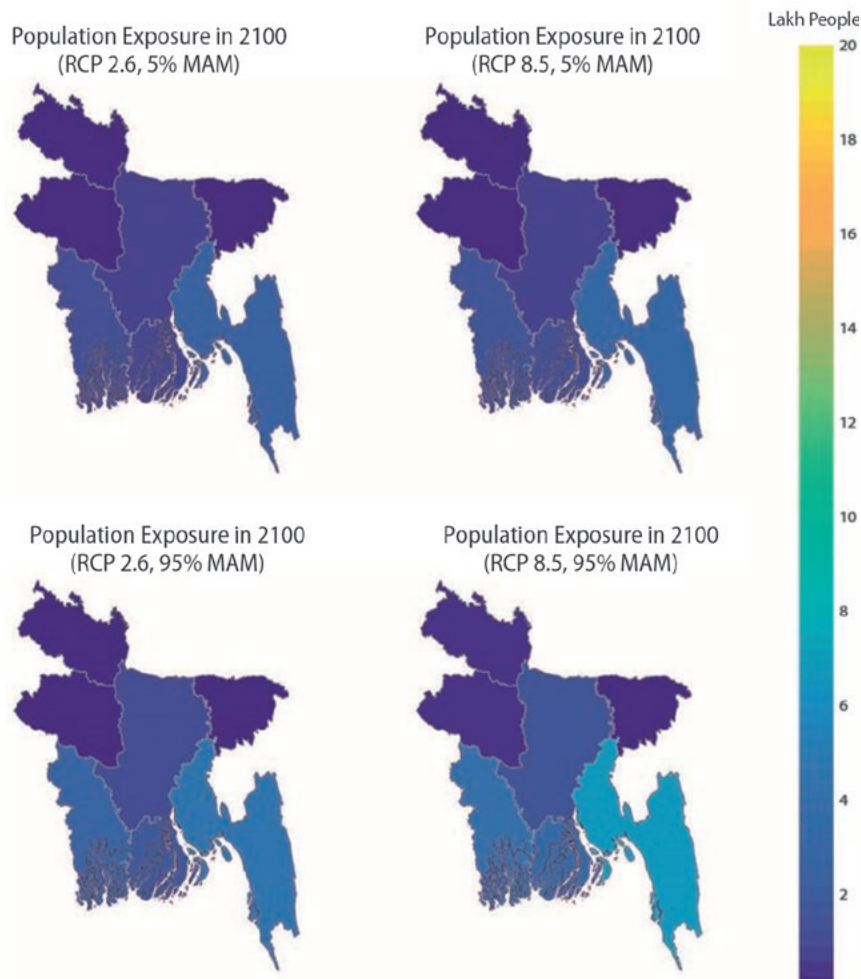 Population Exposure in 2100
(RCP 2.6, 5% MAM)
Population Exposure in 2100
(RCP 8.5, 5% MAM)
Lakh People
20
18
16
14
12
10
8
6
4
2
Population Exposure in 2100
(RCP 2.6, 95% MAM)
Population Exposure in 2100
(RCP 8.5, 95% MAM)